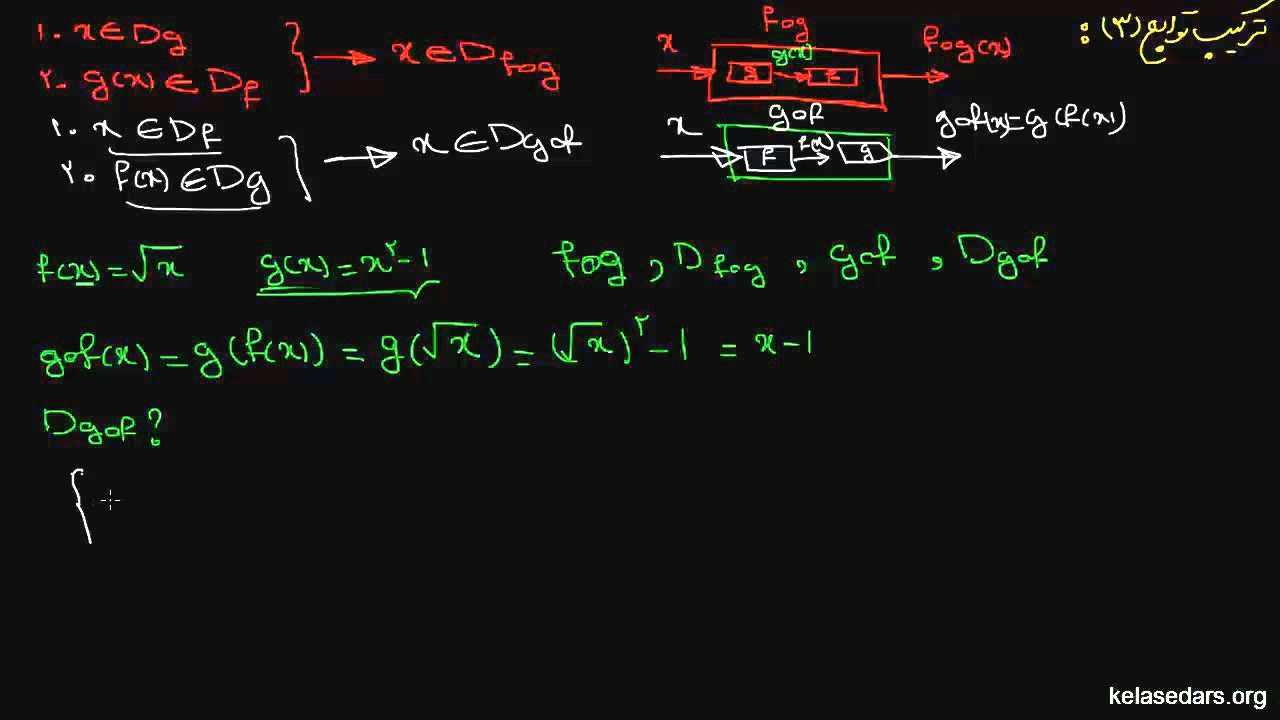 ترکیب توابع (۳) :
۱. x ∈ Dg
۲. g(x) ∈ Df
x ∈ Dfog
fog
x
g
g(x)
f
fog(x)
۱. x ∈ Df
۲. f(x) ∈ Dg
x ∈ Dgof
gof
x
f
f(x)
g
gof(x)=g(f(x))
f(x) = √x g(x) = x²-1 fog , Dfog , gof , Dgof
gof(x) = g(f(x)) = g(√x) = (√x)² - 1 = x - 1
Dgof?
{
kelasedars.org